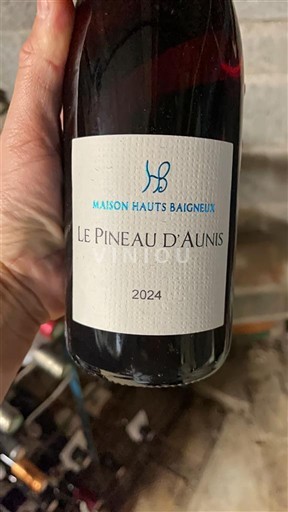 HB
MAISON HAUTS BAIGNEUX
LE PINEAU D'AUNIS
VINIOU
2024